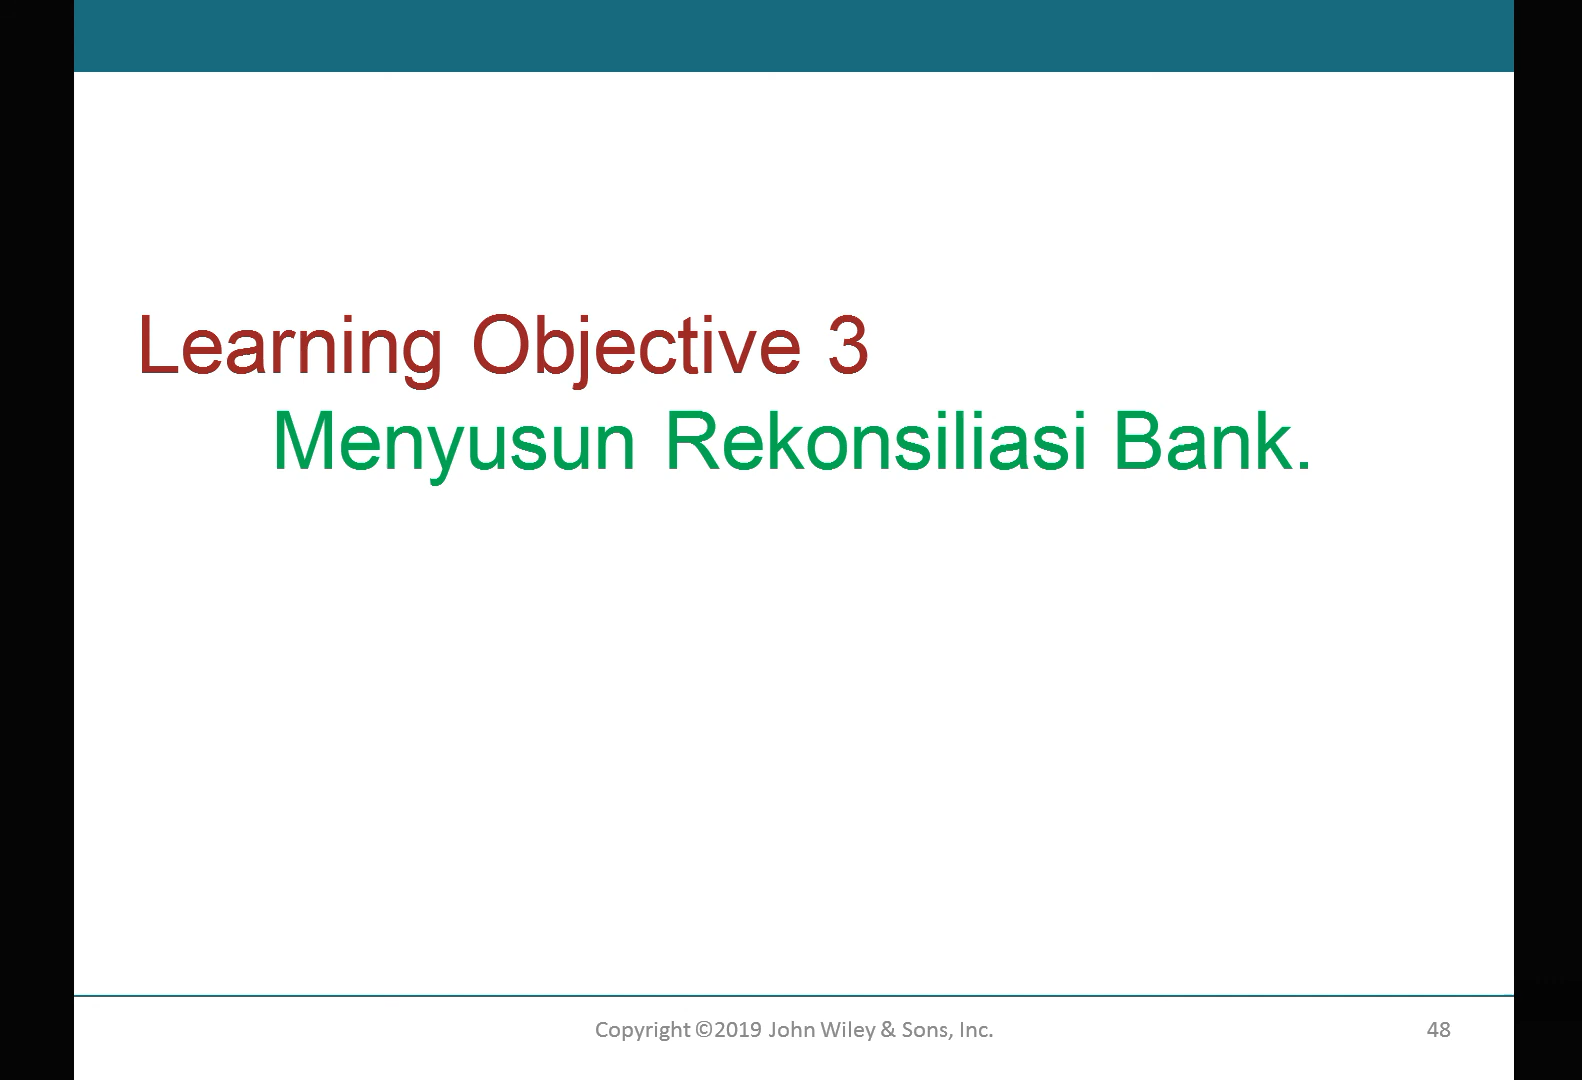 Learning Objective 3
Menyusun Rekonsiliasi Bank.
Copyright ©2019 John Wiley & Sons, Inc.
48